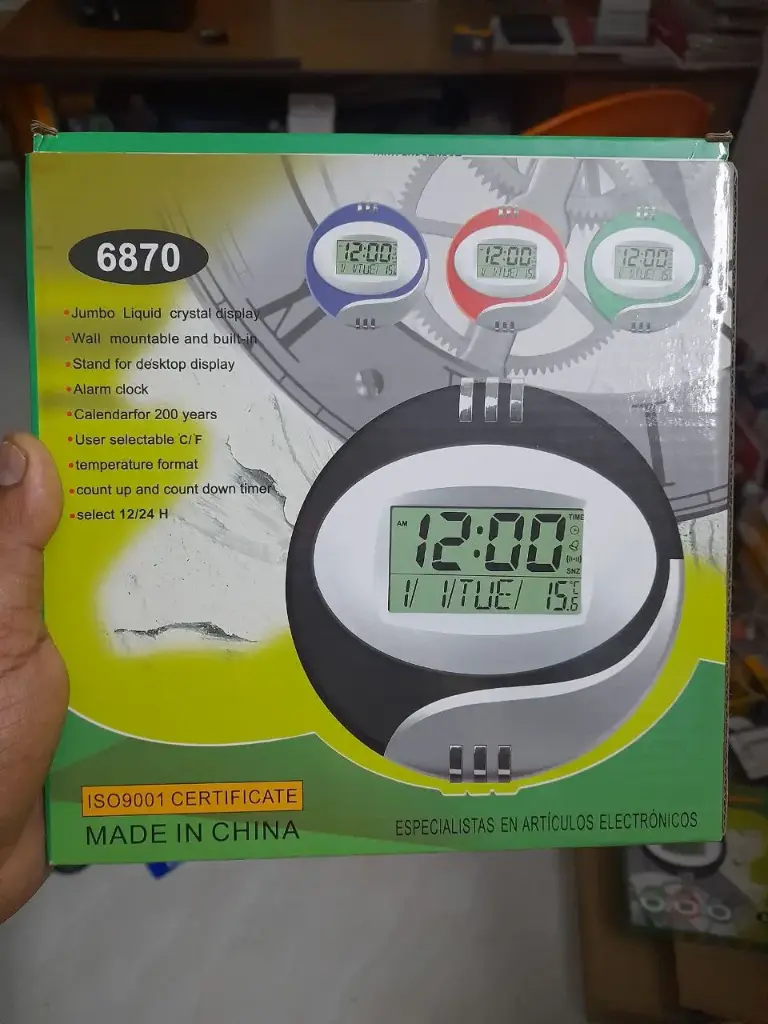 6870
12:00
1/ 1/TUE/ 15
12:00
1/ 1/TUE/ 15
12:00
1/ 1/TUE/ 15
•Jumbo Liquid crystal display
•Wall mountable and built-in
•Stand for desktop display
•Alarm clock
•Calendarfor 200 years
•User selectable °C/°F
•temperature format
•count up and count down timer
•select 12/24 H
AM 12:00 TIME
SNZ
1/ 1/TUE/ 15.6 °C
ISO9001 CERTIFICATE
MADE IN CHINA
ESPECIALISTAS EN ARTÍCULOS ELECTRÓNICOS